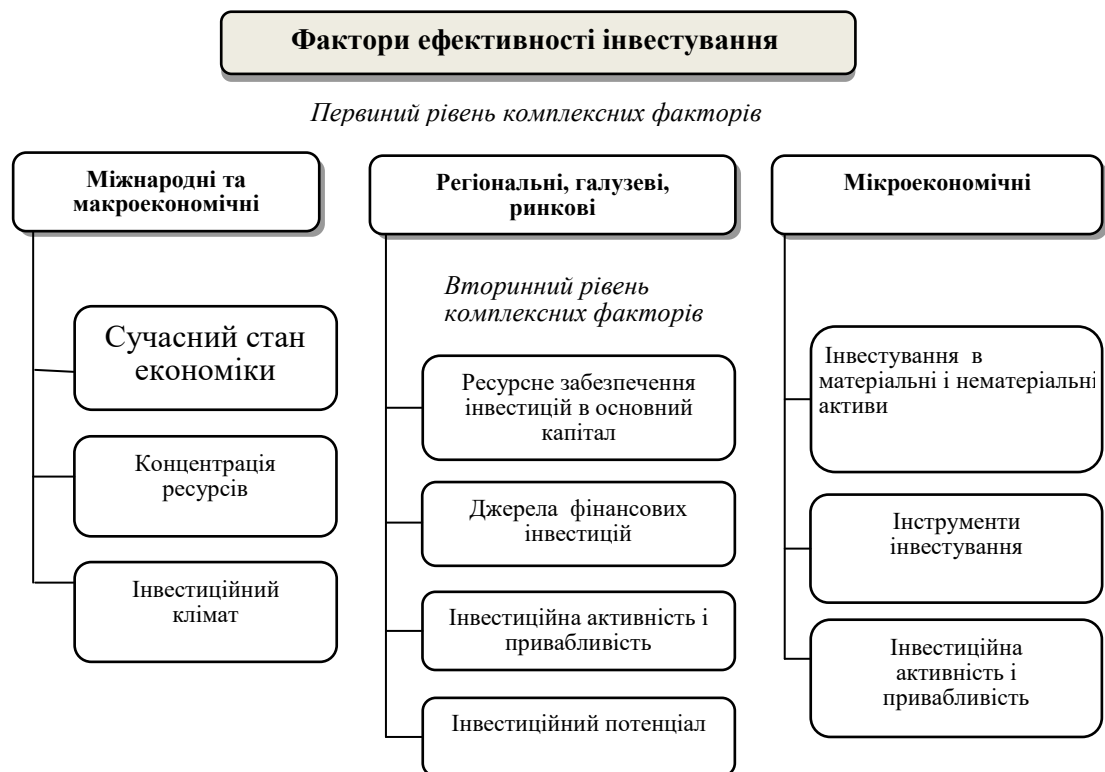 Фактори ефективності інвестування
Первиний рівень комплексних факторів
Міжнародні та
макроекономічні
Сучасний стан
економіки
Концентрація
ресурсів
Інвестиційний
клімат
Регіональні, галузеві,
ринкові
Вторинний рівень
комплексних факторів
Ресурсне забезпечення
інвестицій в основний
капітал
Джерела фінансових
інвестицій
Інвестиційна активність і
привабливість
Інвестиційний потенціал
Мікроекономічні
Інвестування в
матеріальні і нематеріальні
активи
Інструменти
інвестування
Інвестиційна
активність і
привабливість